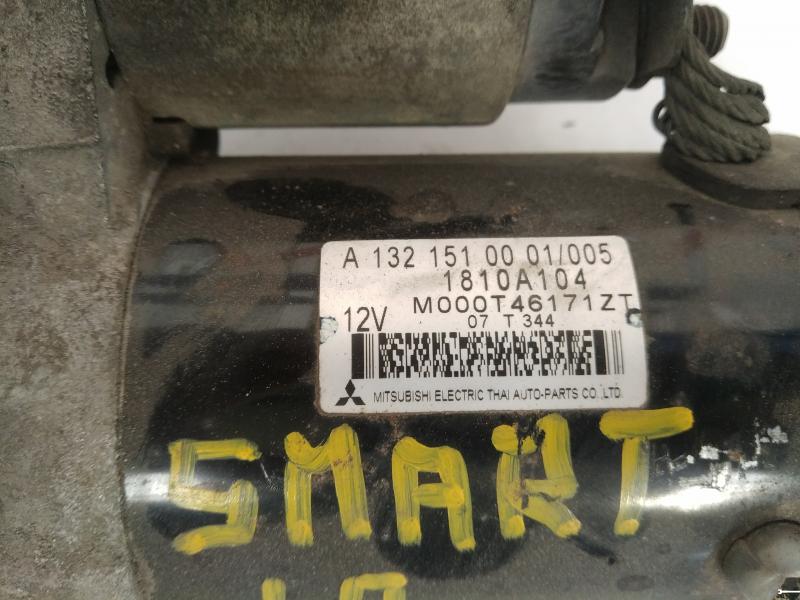 A 132 151 00 01/005
1810A104
M000T46171ZT
12V 07 T 344
MITSUBISHI ELECTRIC THAI AUTO-PARTS CO.,LTD.
SMART